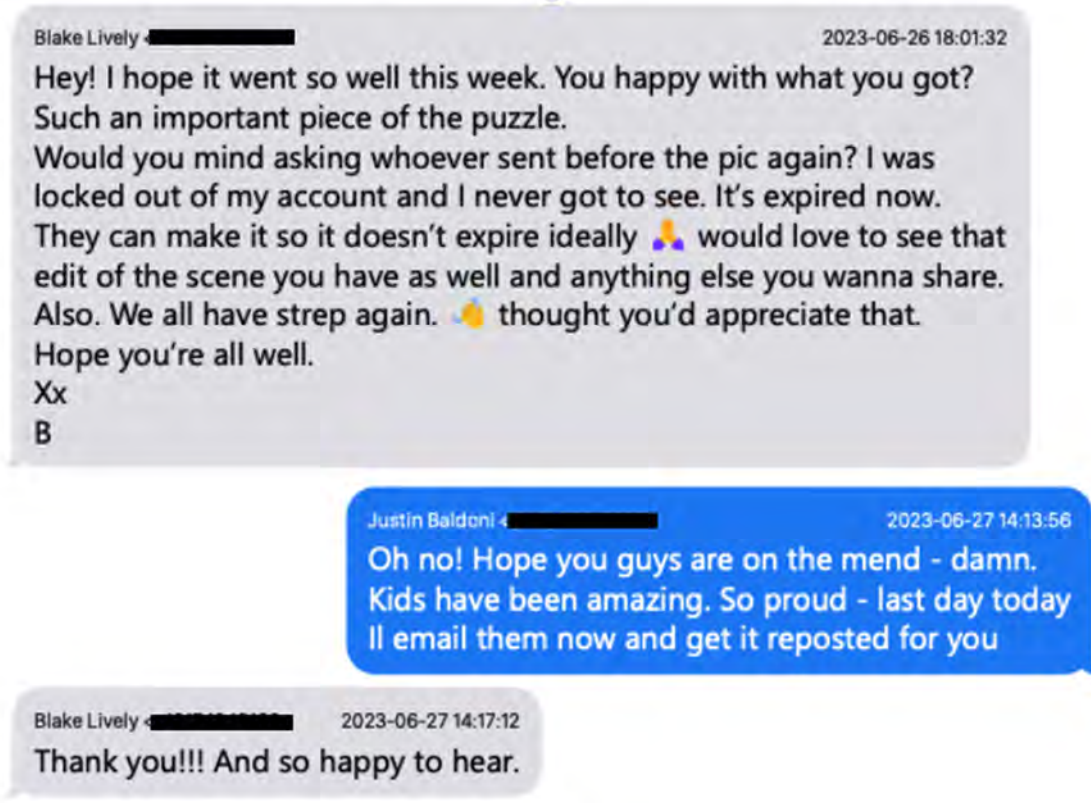 Blake Lively <
2023-06-26 18:01:32
Hey! I hope it went so well this week. You happy with what you got?
Such an important piece of the puzzle.
Would you mind asking whoever sent before the pic again? I was
locked out of my account and I never got to see. It's expired now.
They can make it so it doesn't expire ideally 🙏 would love to see that
edit of the scene you have as well and anything else you wanna share.
Also. We all have strep again. 👏 thought you'd appreciate that.
Hope you're all well.
Xx
B
Justin Baldoni <
2023-06-27 14:13:56
Oh no! Hope you guys are on the mend - damn.
Kids have been amazing. So proud - last day today
Il email them now and get it reposted for you
Blake Lively <
2023-06-27 14:17:12
Thank you!!! And so happy to hear.